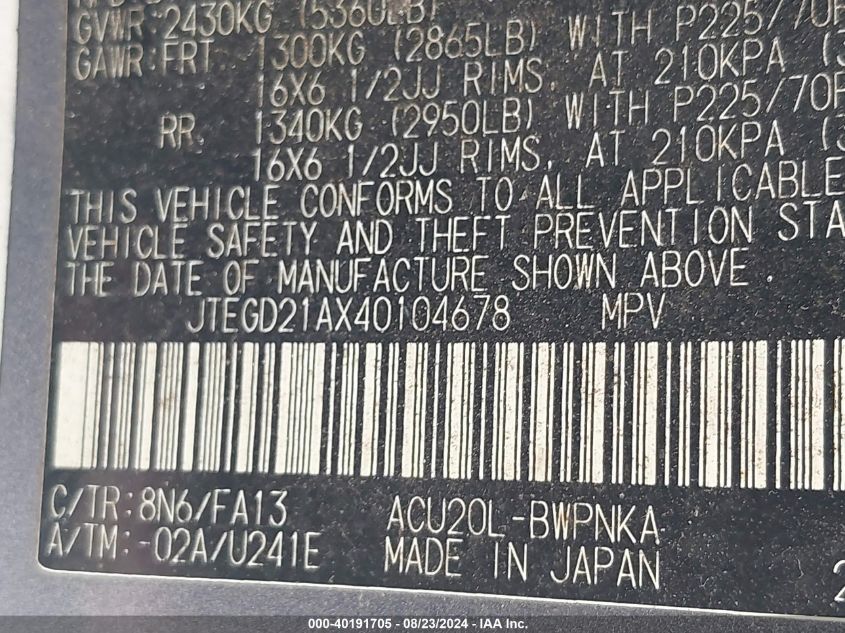 GVWR:2430KG (5360LB)
GAWR:FRT 1300KG (2865LB) WITH P225/70
16X6 1/2JJ RIMS, AT 210KPA
RR. 1340KG (2950LB) WITH P225/70
16X6 1/2JJ RIMS, AT 210KPA
THIS VEHICLE CONFORMS TO ALL APPLICABLE
VEHICLE SAFETY AND THEFT PREVENTION STA
THE DATE OF MANUFACTURE SHOWN ABOVE.
JTEGD21AX40104678 MPV
C/TR:8N6/FA13 ACU20L-BWPNKA
A/TM:-02A/U241E MADE IN JAPAN
000-40191705 - 08/23/2024 - IAA Inc.